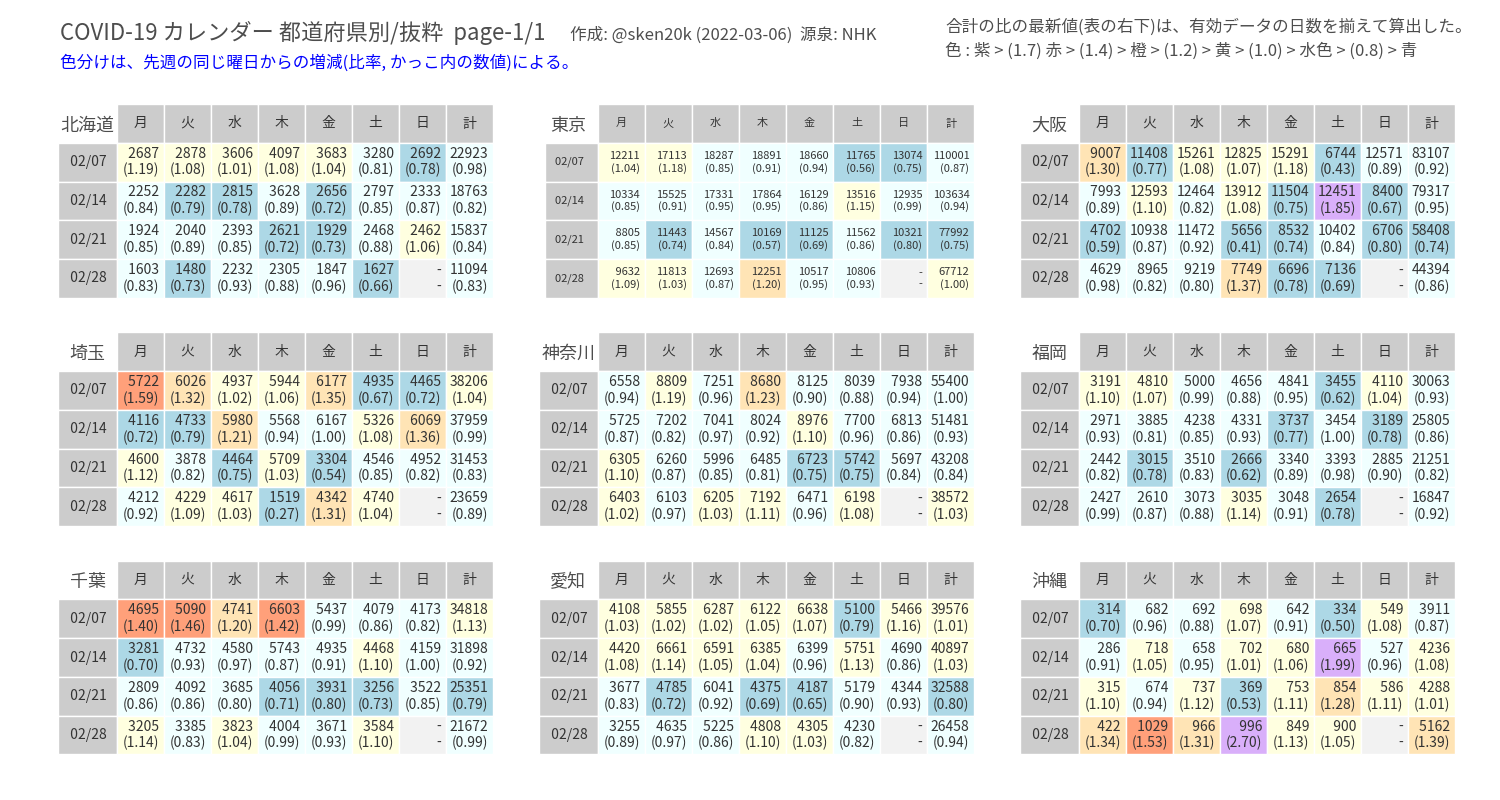 COVID-19 カレンダー 都道府県別/抜粋 page-1/1 作成: @sken20k (2022-03-06) 源泉: NHK
色分けは、先週の同じ曜日からの増減(比率, かっこ内の数値)による。
合計の比の最新値(表の右下)は、有効データの日数を揃えて算出した。
色 : 紫 > (1.7) 赤 > (1.4) 橙 > (1.2) 黄 > (1.0) > 水色 > (0.8) > 青
北海道 月 火 水 木 金 土 日 計
02/07 2687 2878 3606 4097 3683 3280 2692 22923
(1.19) (1.08) (1.01) (1.08) (1.04) (0.81) (0.78) (0.98)
02/14 2252 2282 2815 3628 2656 2797 2333 18763
(0.84) (0.79) (0.78) (0.89) (0.72) (0.85) (0.87) (0.82)
02/21 1924 2040 2393 2621 1929 2468 2462 15837
(0.85) (0.89) (0.85) (0.72) (0.73) (0.88) (1.06) (0.84)
02/28 1603 1480 2232 2305 1847 1627 - 11094
(0.83) (0.73) (0.93) (0.88) (0.96) (0.66) - (0.83)
東京 月 火 水 木 金 土 日 計
02/07 12211 17113 18287 18891 18660 11765 13074 110001
(1.04) (1.18) (0.85) (0.91) (0.94) (0.56) (0.75) (0.87)
02/14 10334 15525 17331 17864 16129 13516 12935 103634
(0.85) (0.91) (0.95) (0.95) (0.86) (1.15) (0.99) (0.94)
02/21 8805 11443 14567 10169 11125 11562 10321 77992
(0.85) (0.74) (0.84) (0.57) (0.69) (0.86) (0.80) (0.75)
02/28 9632 11813 12693 12251 10517 10806 - 67712
(1.09) (1.03) (0.87) (1.20) (0.95) (0.93) - (1.00)
大阪 月 火 水 木 金 土 日 計
02/07 9007 11408 15261 12825 15291 6744 12571 83107
(1.30) (0.77) (1.08) (1.07) (1.18) (0.43) (0.89) (0.92)
02/14 7993 12593 12464 13912 11504 12451 8400 79317
(0.89) (1.10) (0.82) (1.08) (0.75) (1.85) (0.67) (0.95)
02/21 4702 10938 11472 5656 8532 10402 6706 58408
(0.59) (0.87) (0.92) (0.41) (0.74) (0.84) (0.80) (0.74)
02/28 4629 8965 9219 7749 6696 7136 - 44394
(0.98) (0.82) (0.80) (1.37) (0.78) (0.69) - (0.86)
埼玉 月 火 水 木 金 土 日 計
02/07 5722 6026 4937 5944 6177 4935 4465 38206
(1.59) (1.32) (1.02) (1.06) (1.35) (0.67) (0.72) (1.04)
02/14 4116 4733 5980 5568 6167 5326 6069 37959
(0.72) (0.79) (1.21) (0.94) (1.00) (1.08) (1.36) (0.99)
02/21 4600 3878 4464 5709 3304 4546 4952 31453
(1.12) (0.82) (0.75) (1.03) (0.54) (0.85) (0.82) (0.83)
02/28 4212 4229 4617 1519 4342 4740 - 23659
(0.92) (1.09) (1.03) (0.27) (1.31) (1.04) - (0.89)
神奈川 月 火 水 木 金 土 日 計
02/07 6558 8809 7251 8680 8125 8039 7938 55400
(0.94) (1.19) (0.96) (1.23) (0.90) (0.88) (0.94) (1.00)
02/14 5725 7202 7041 8024 8976 7700 6813 51481
(0.87) (0.82) (0.97) (0.92) (1.10) (0.96) (0.86) (0.93)
02/21 6305 6260 5996 6485 6723 5742 5697 43208
(1.10) (0.87) (0.85) (0.81) (0.75) (0.75) (0.84) (0.84)
02/28 6403 6103 6205 7192 6471 6198 - 38572
(1.02) (0.97) (1.03) (1.11) (0.96) (1.08) - (1.03)
福岡 月 火 水 木 金 土 日 計
02/07 3191 4810 5000 4656 4841 3455 4110 30063
(1.10) (1.07) (0.99) (0.88) (0.95) (0.62) (1.04) (0.93)
02/14 2971 3885 4238 4331 3737 3454 3189 25805
(0.93) (0.81) (0.85) (0.93) (0.77) (1.00) (0.78) (0.86)
02/21 2442 3015 3510 2666 3340 3393 2885 21251
(0.82) (0.78) (0.83) (0.62) (0.89) (0.98) (0.90) (0.82)
02/28 2427 2610 3073 3035 3048 2654 - 16847
(0.99) (0.87) (0.88) (1.14) (0.91) (0.78) - (0.92)
千葉 月 火 水 木 金 土 日 計
02/07 4695 5090 4741 6603 5437 4079 4173 34818
(1.40) (1.46) (1.20) (1.42) (0.99) (0.86) (0.82) (1.13)
02/14 3281 4732 4580 5743 4935 4468 4159 31898
(0.70) (0.93) (0.97) (0.87) (0.91) (1.10) (1.00) (0.92)
02/21 2809 4092 3685 4056 3931 3256 3522 25351
(0.86) (0.86) (0.80) (0.71) (0.80) (0.73) (0.85) (0.79)
02/28 3205 3385 3823 4004 3671 3584 - 21672
(1.14) (0.83) (1.04) (0.99) (0.93) (1.10) - (0.99)
愛知 月 火 水 木 金 土 日 計
02/07 4108 5855 6287 6122 6638 5100 5466 39576
(1.03) (1.02) (1.02) (1.05) (1.07) (0.79) (1.16) (1.01)
02/14 4420 6661 6591 6385 6399 5751 4690 40897
(1.08) (1.14) (1.05) (1.04) (0.96) (1.13) (0.86) (1.03)
02/21 3677 4785 6041 4375 4187 5179 4344 32588
(0.83) (0.72) (0.92) (0.69) (0.65) (0.90) (0.93) (0.80)
02/28 3255 4635 5225 4808 4305 4230 - 26458
(0.89) (0.97) (0.86) (1.10) (1.03) (0.82) - (0.94)
沖縄 月 火 水 木 金 土 日 計
02/07 314 682 692 698 642 334 549 3911
(0.70) (0.96) (0.88) (1.07) (0.91) (0.50) (1.08) (0.87)
02/14 286 718 658 702 680 665 527 4236
(0.91) (1.05) (0.95) (1.01) (1.06) (1.99) (0.96) (1.08)
02/21 315 674 737 369 753 854 586 4288
(1.10) (0.94) (1.12) (0.53) (1.11) (1.28) (1.11) (1.01)
02/28 422 1029 966 996 849 900 - 5162
(1.34) (1.53) (1.31) (2.70) (1.13) (1.05) - (1.39)